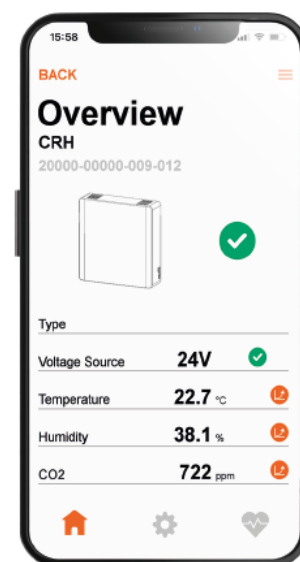 15:58
BACK
Overview
CRH
20000-00000-009-012
Type
Voltage Source 24V
Temperature 22.7 °C
Humidity 38.1 %
CO2 722 ppm